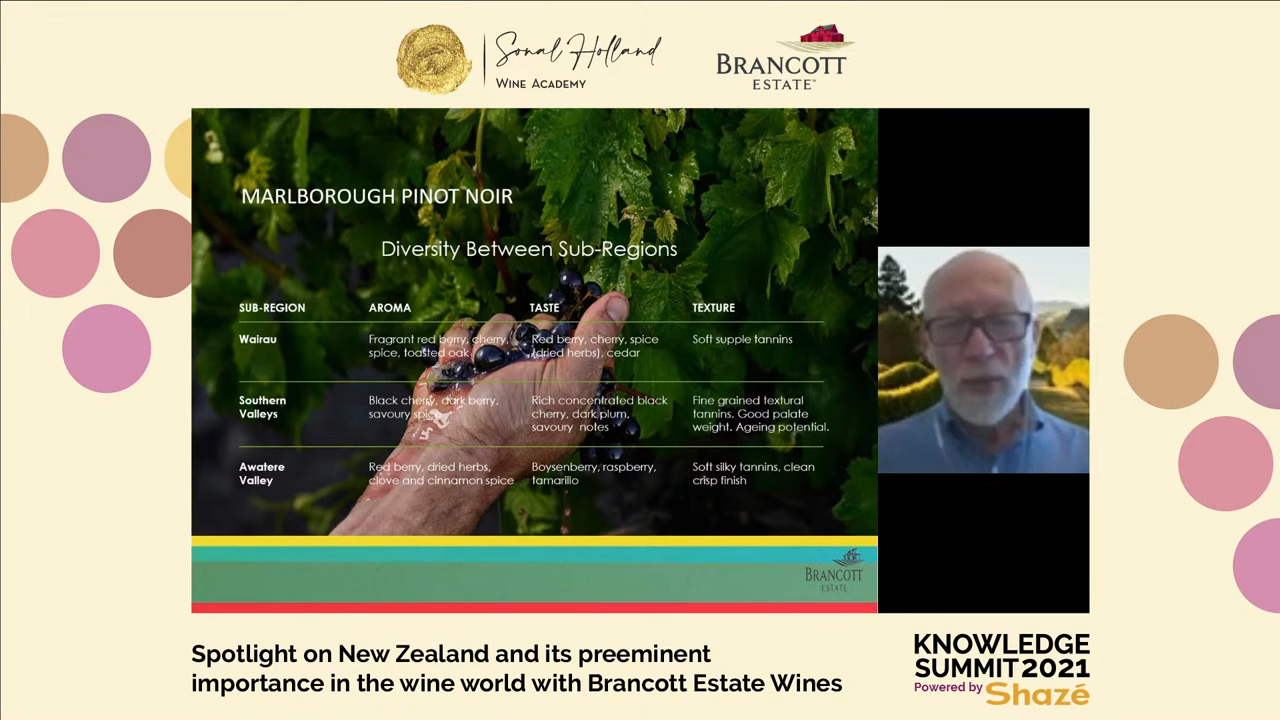 Sonal Holland
WINE ACADEMY
BRANCOTT
ESTATE™
MARLBOROUGH PINOT NOIR
Diversity Between Sub-Regions
SUB-REGION AROMA TASTE TEXTURE
Wairau
Fragrant red berry, cherry,
spice, toasted oak
Red berry, cherry, spice
(dried herbs), cedar
Soft supple tannins
Southern
Valleys
Black cherry, dark berry,
savoury spice
Rich concentrated black
cherry, dark plum,
savoury notes
Fine grained textural
tannins. Good palate
weight. Ageing potential.
Awatere
Valley
Red berry, dried herbs,
clove and cinnamon spice
Boysenberry, raspberry,
tamarillo
Soft silky tannins, clean
crisp finish
BRANCOTT
ESTATE
Spotlight on New Zealand and its preeminent
importance in the wine world with Brancott Estate Wines
KNOWLEDGE
SUMMIT 2021
Powered by Shazé